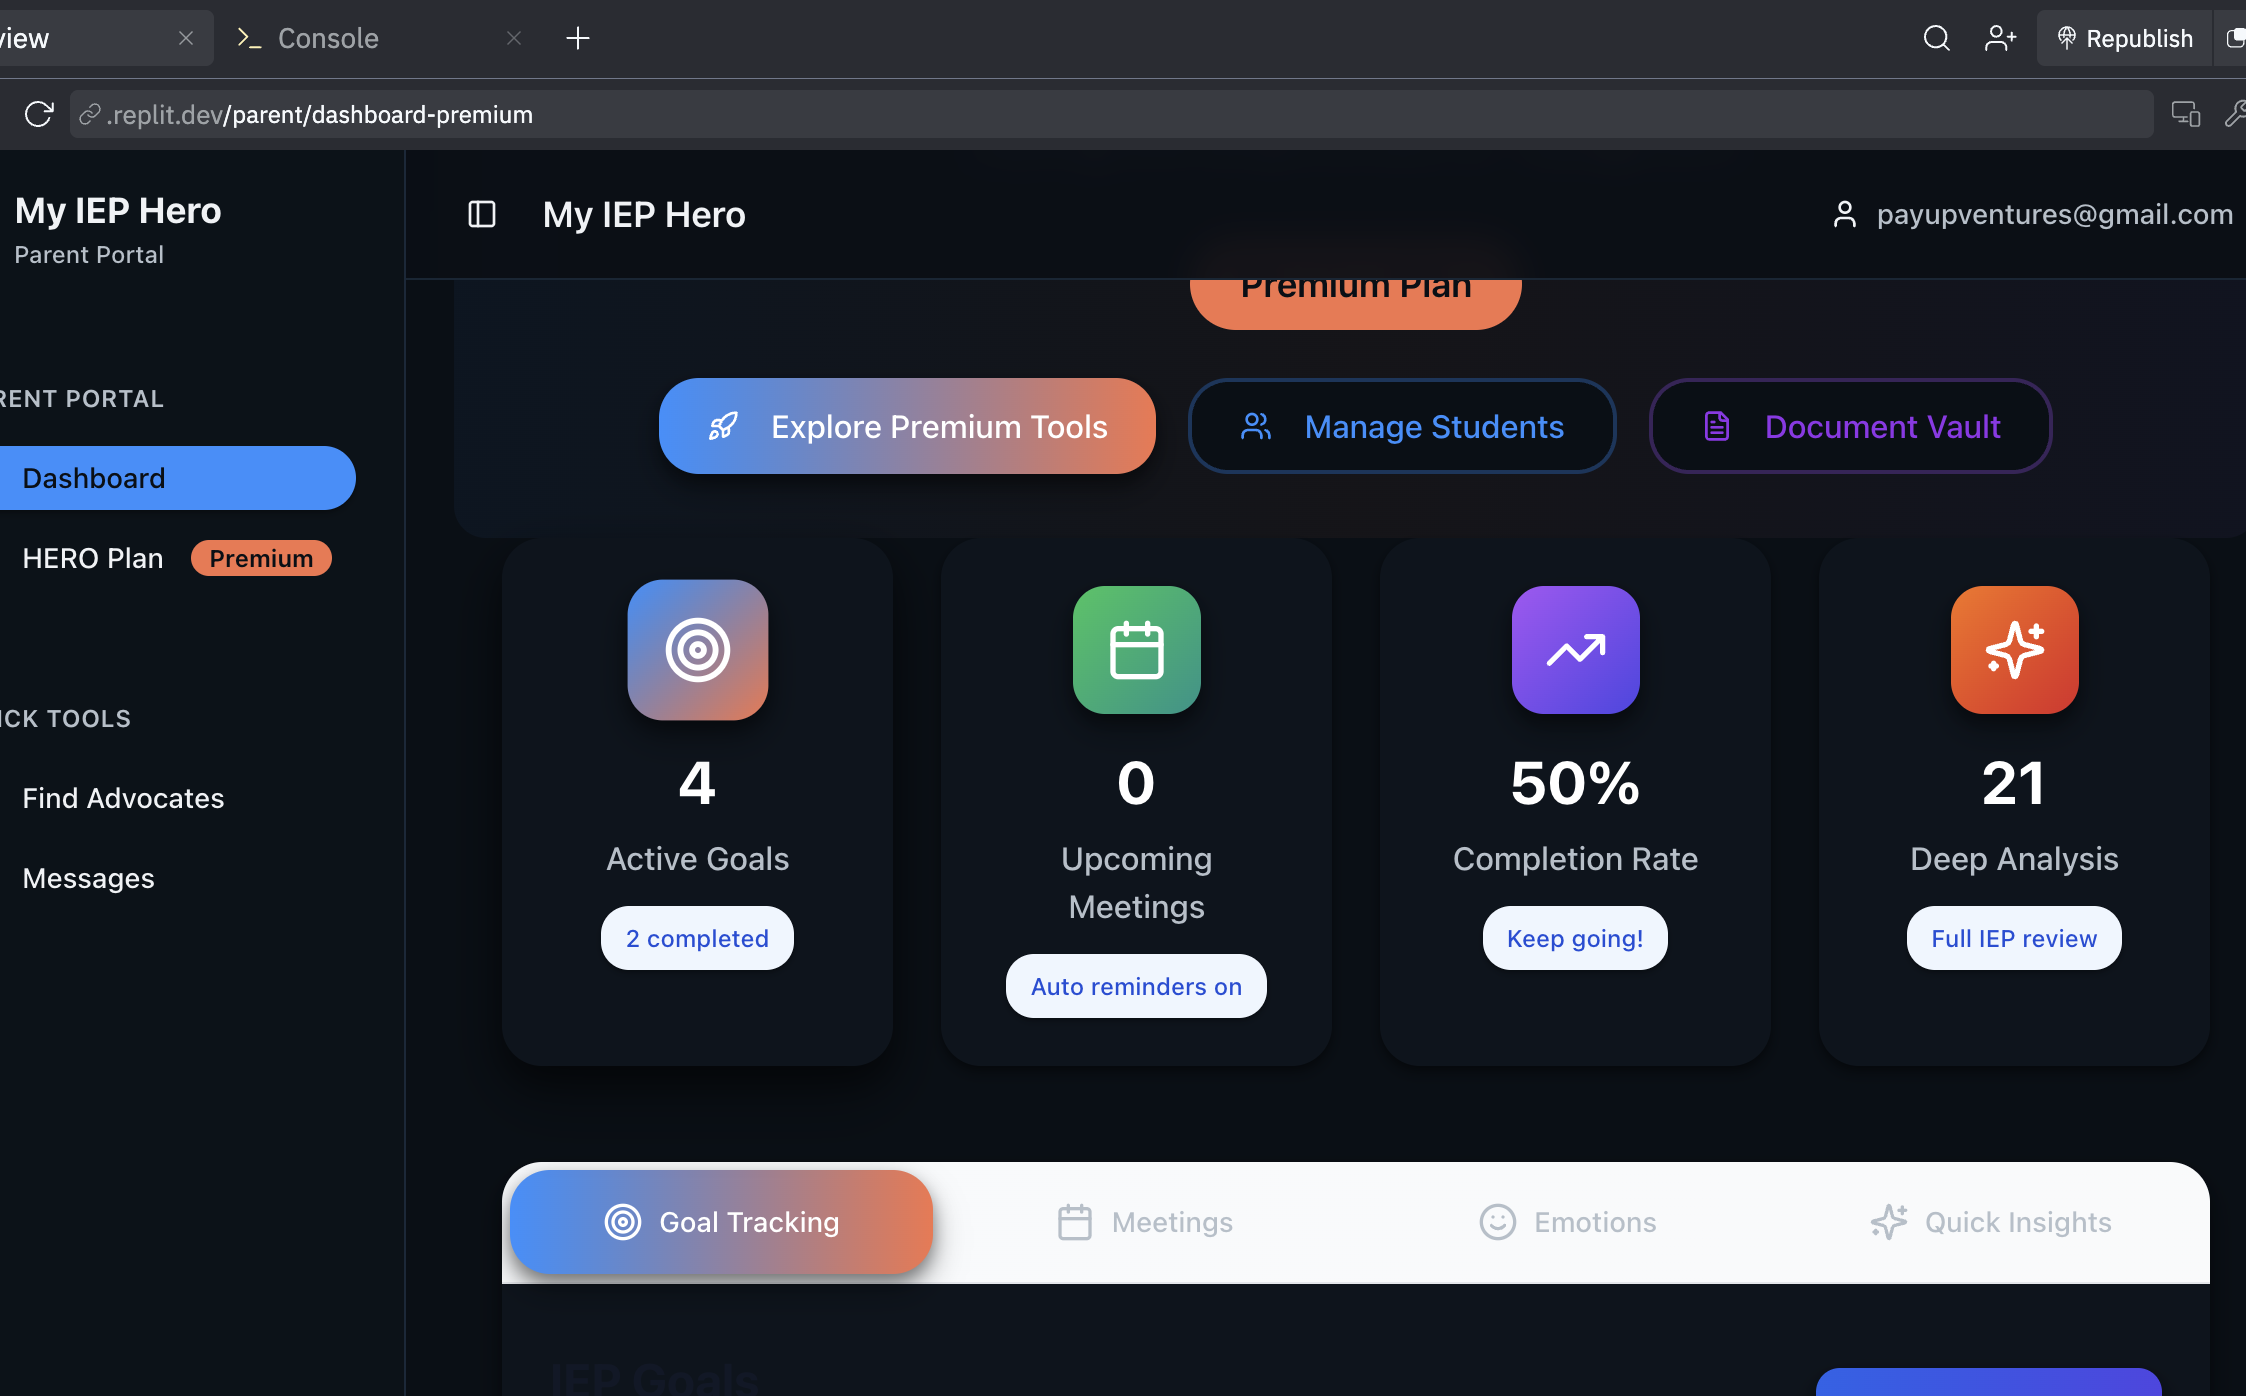 view
Console
Republish
.replit.dev/parent/dashboard-premium
My IEP Hero
Parent Portal
My IEP Hero
payupventures@gmail.com
RENT PORTAL
Dashboard
HERO Plan Premium
ICK TOOLS
Find Advocates
Messages
Premium Plan
Explore Premium Tools
Manage Students
Document Vault
4
Active Goals
2 completed
0
Upcoming
Meetings
Auto reminders on
50%
Completion Rate
Keep going!
21
Deep Analysis
Full IEP review
Goal Tracking
Meetings
Emotions
Quick Insights
IEP Goals